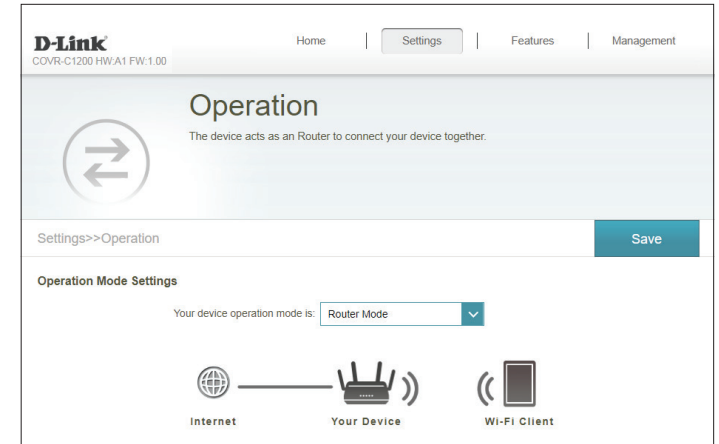 D-Link
COVR-C1200 HW:A1 FW:1.00
Home
Settings
Features
Management
Operation
The device acts as an Router to connect your device together.
Settings>>Operation
Save
Operation Mode Settings
Your device operation mode is: Router Mode
Internet
Your Device
Wi-Fi Client